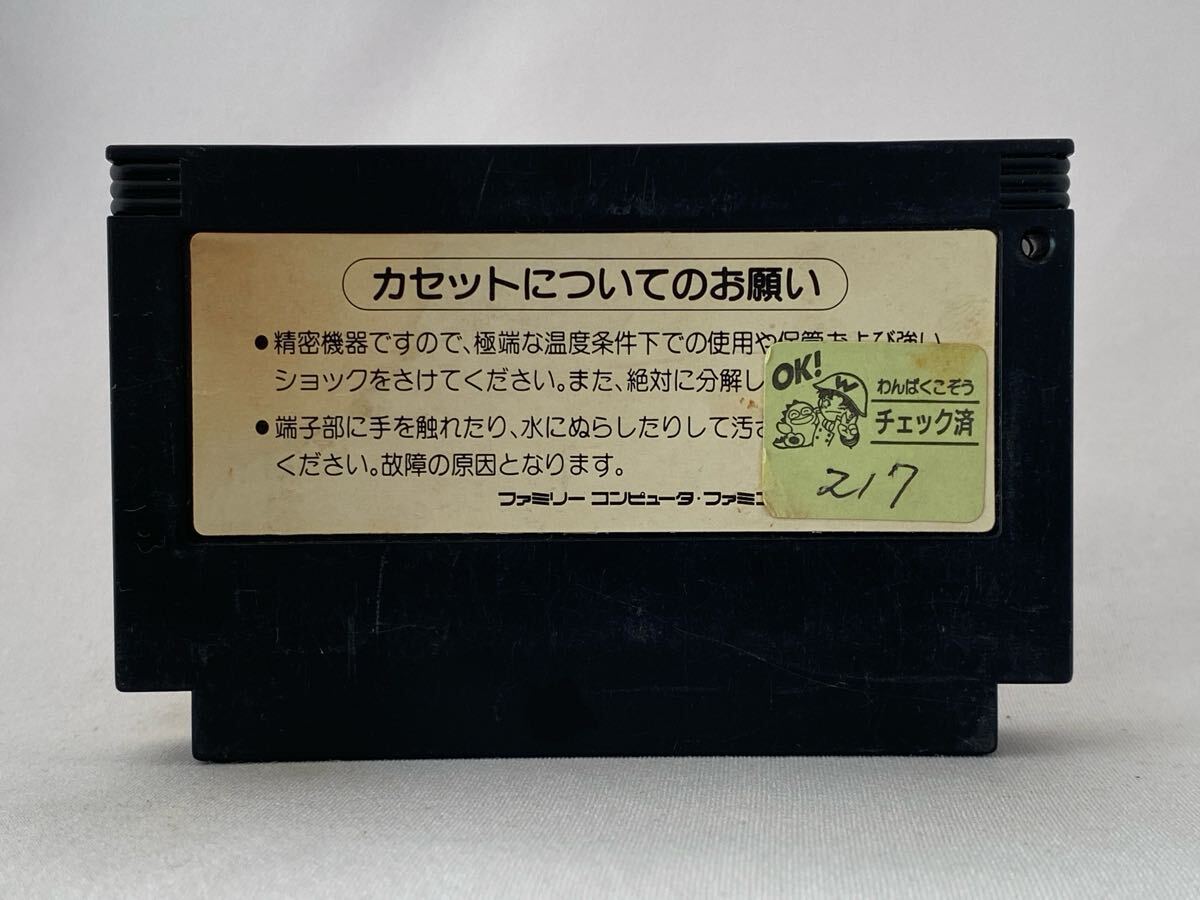 カセットについてのお願い
●精密機器ですので、極端な温度条件下での使用や保管および強い
ショックをさけてください。また、絶対に分解し
●端子部に手を触れたり、水にぬらしたりして汚さ
ください。故障の原因となります。
ファミリー コンピュータ・ファミコ
OK!
W
わんぱくこぞう
チェック済
217